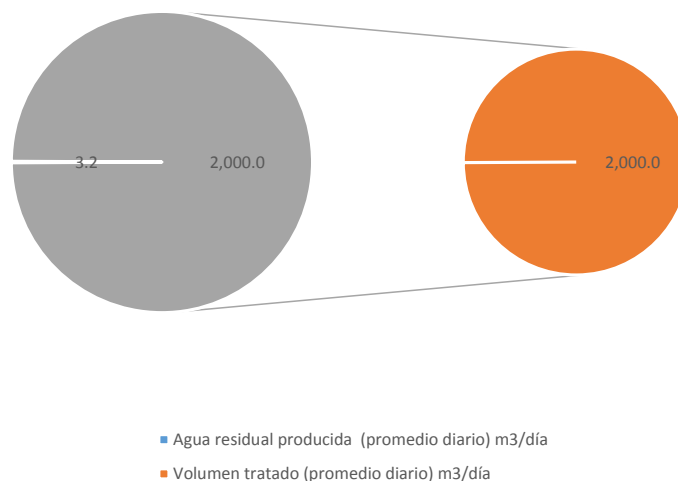 3.2
2,000.0
2,000.0
Agua residual producida (promedio diario) m3/día
Volumen tratado (promedio diario) m3/día